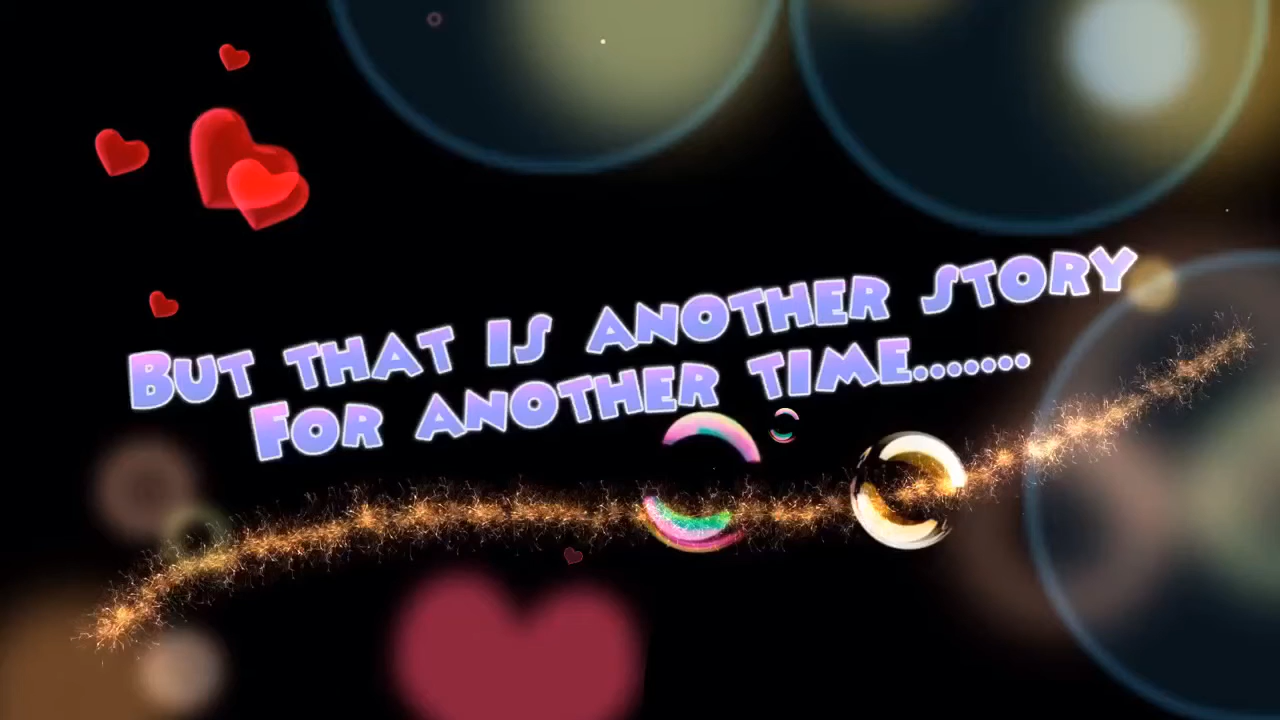 But that is another story
For another time.......